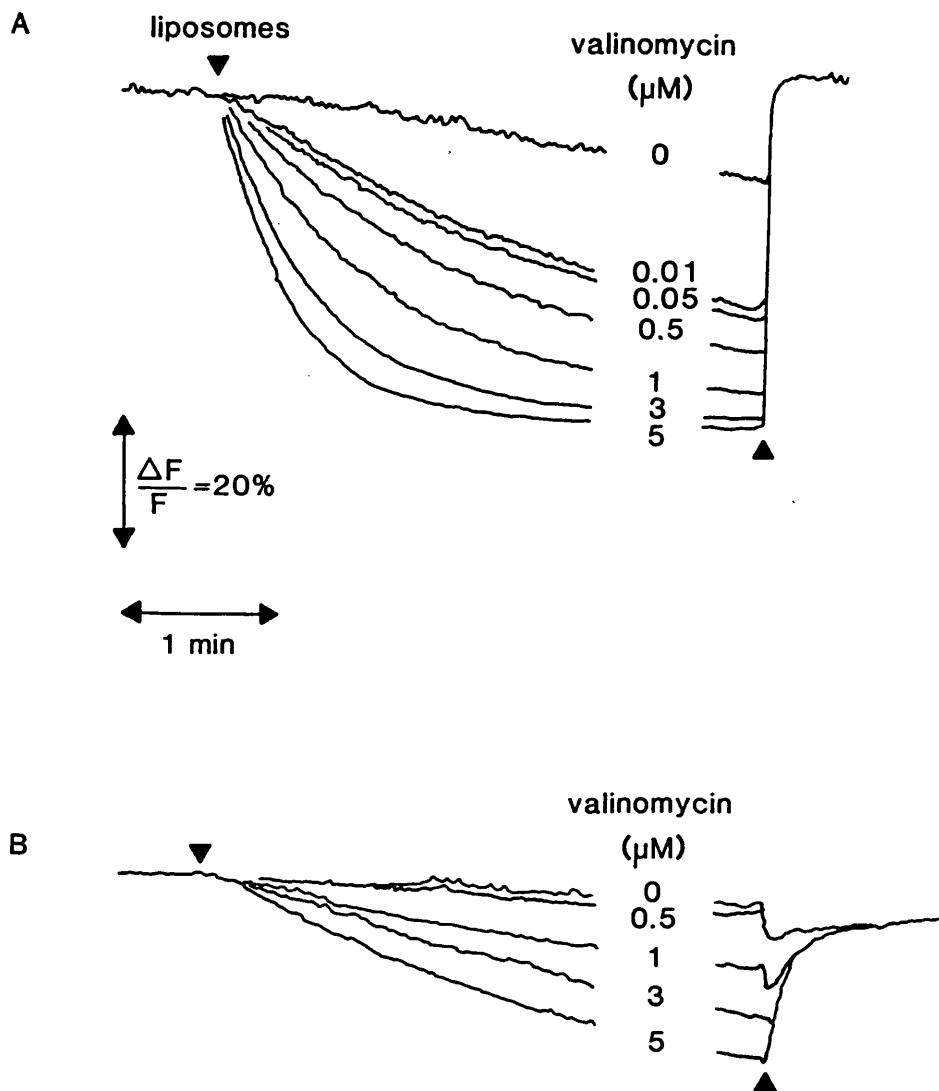 A
liposomes
valinomycin
(µM)
0
0.01
0.05
0.5
1
3
5
ΔF
F
=20%
1 min
B
valinomycin
(µM)
0
0.5
1
3
5